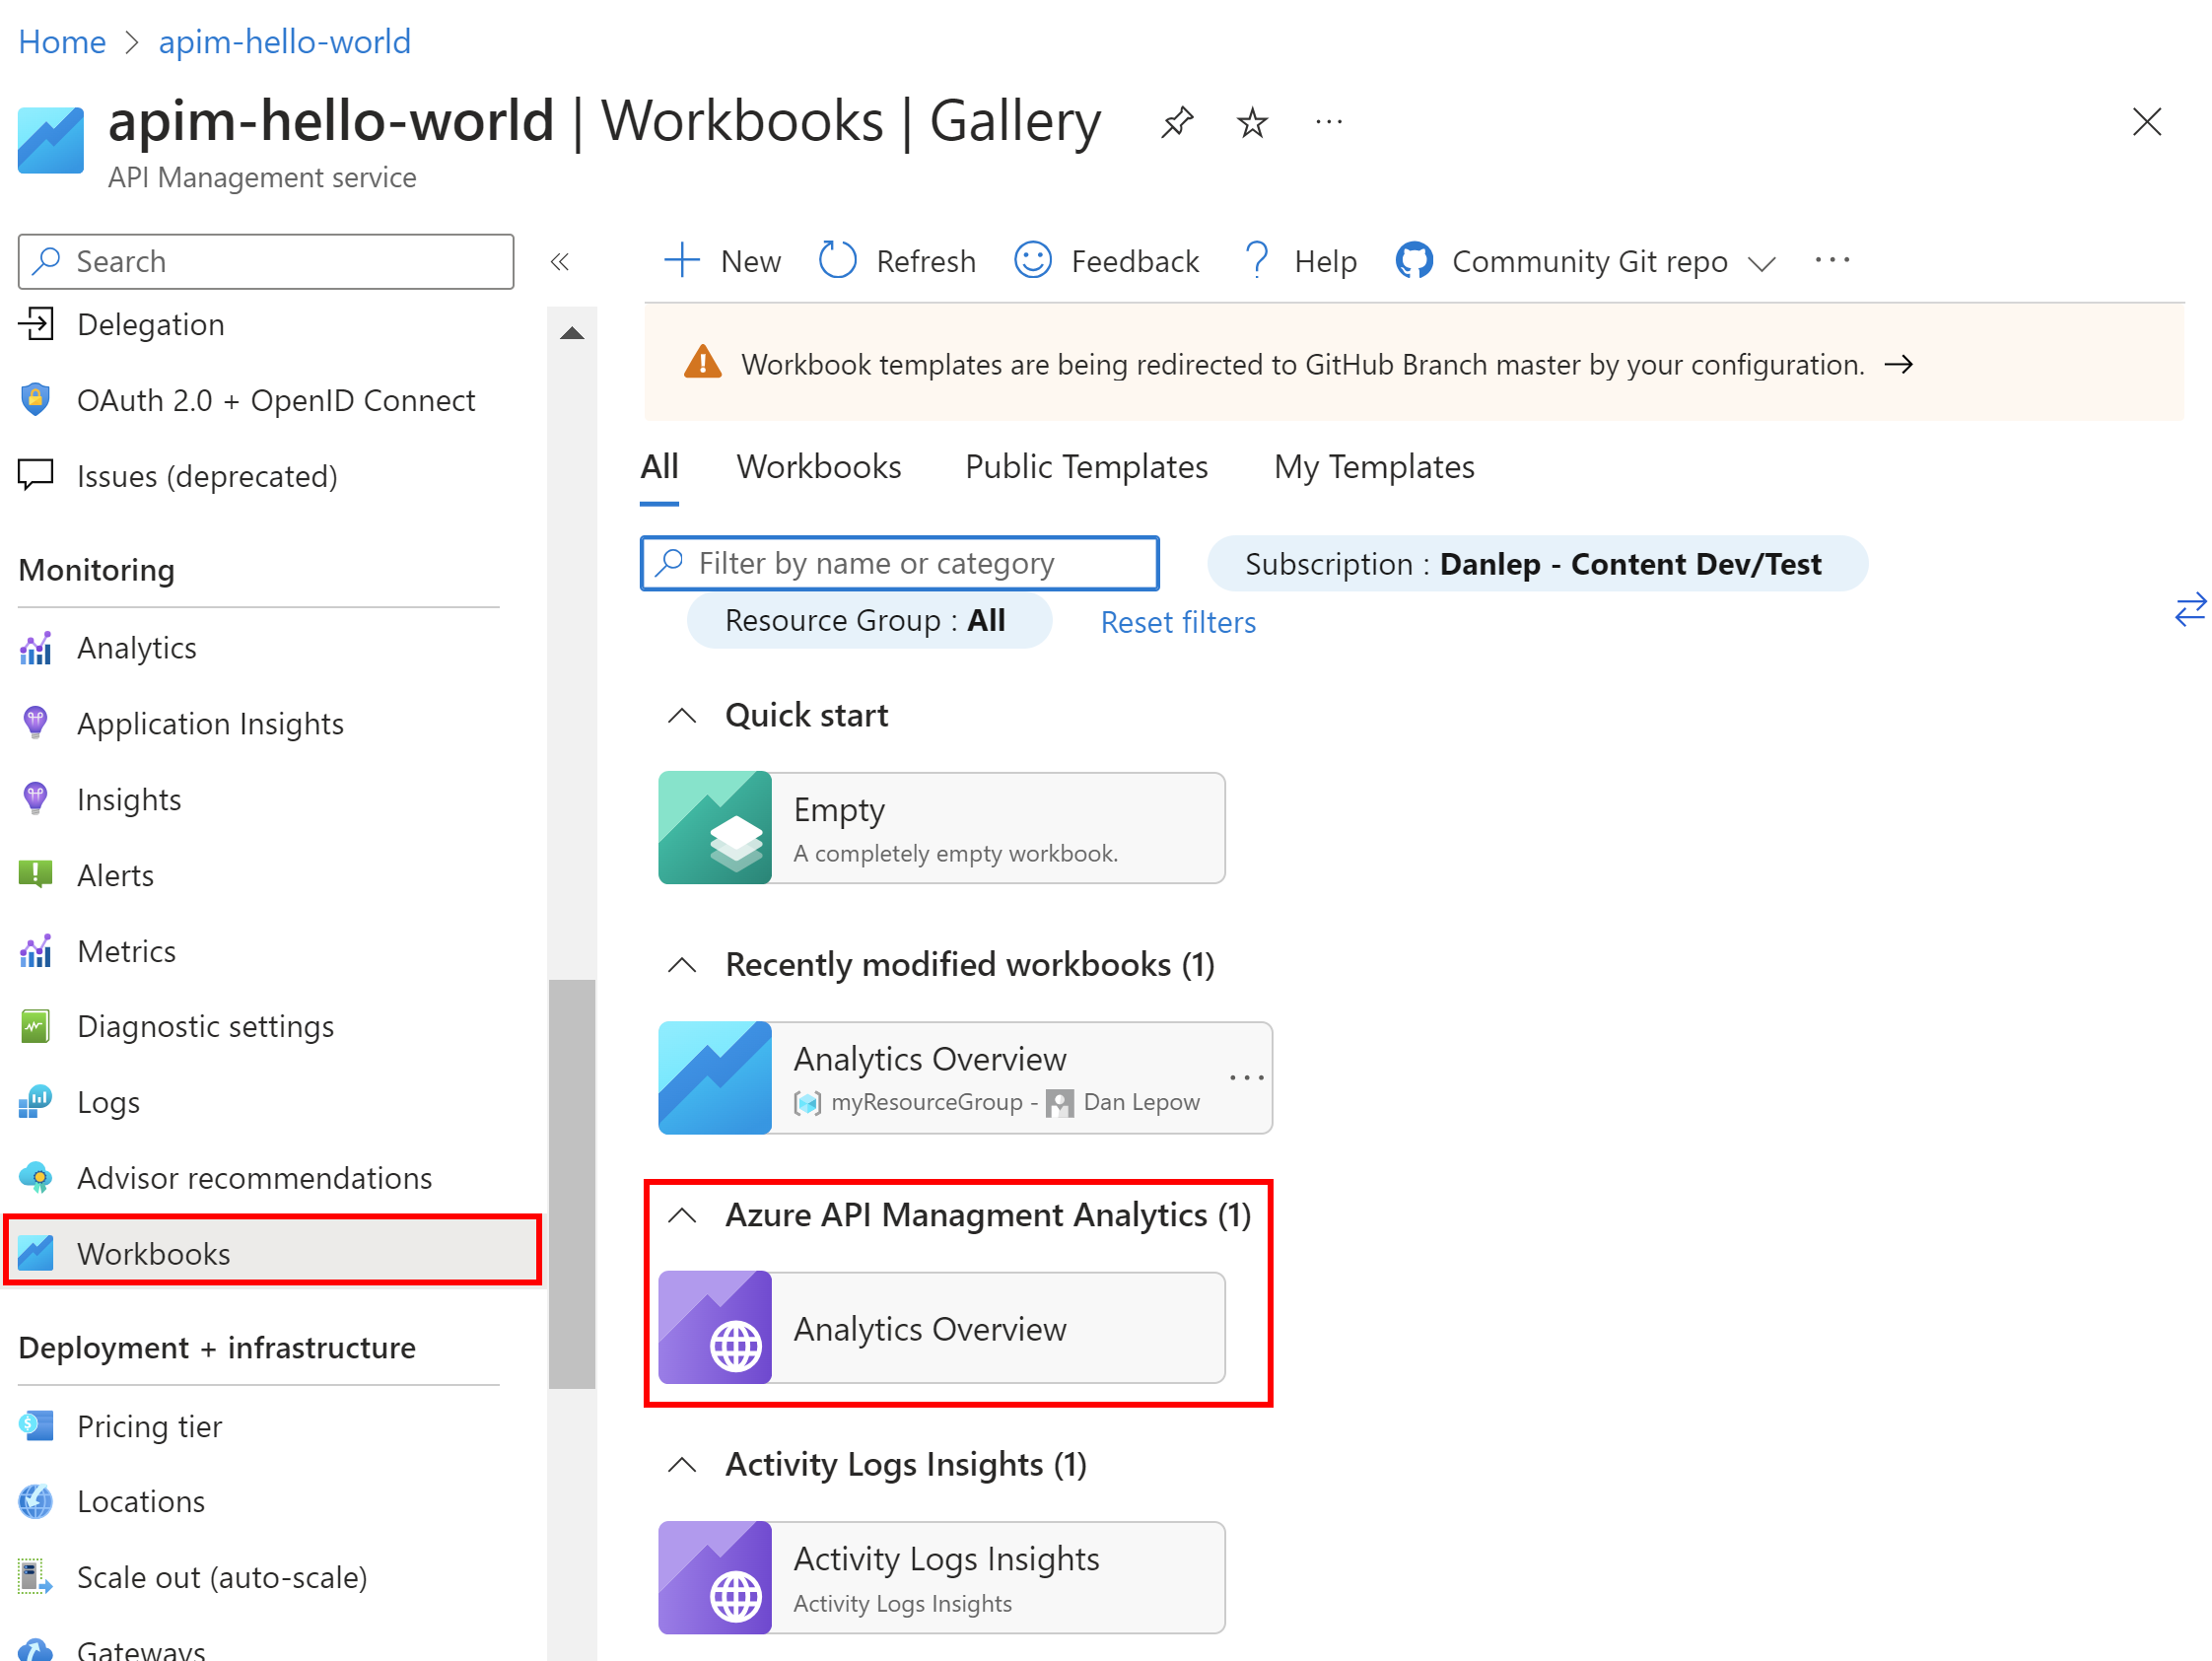 Home > apim-hello-world
apim-hello-world | Workbooks | Gallery
API Management service
Search
Delegation
OAuth 2.0 + OpenID Connect
Issues (deprecated)
Monitoring
Analytics
Application Insights
Insights
Alerts
Metrics
Diagnostic settings
Logs
Advisor recommendations
Workbooks
Deployment + infrastructure
Pricing tier
Locations
Scale out (auto-scale)
Gateways
New Refresh Feedback Help Community Git repo
Workbook templates are being redirected to GitHub Branch master by your configuration.
All Workbooks Public Templates My Templates
Filter by name or category Subscription : Danlep - Content Dev/Test
Resource Group : All Reset filters
Quick start
Empty
A completely empty workbook.
Recently modified workbooks (1)
Analytics Overview
myResourceGroup - Dan Lepow
Azure API Managment Analytics (1)
Analytics Overview
Activity Logs Insights (1)
Activity Logs Insights
Activity Logs Insights